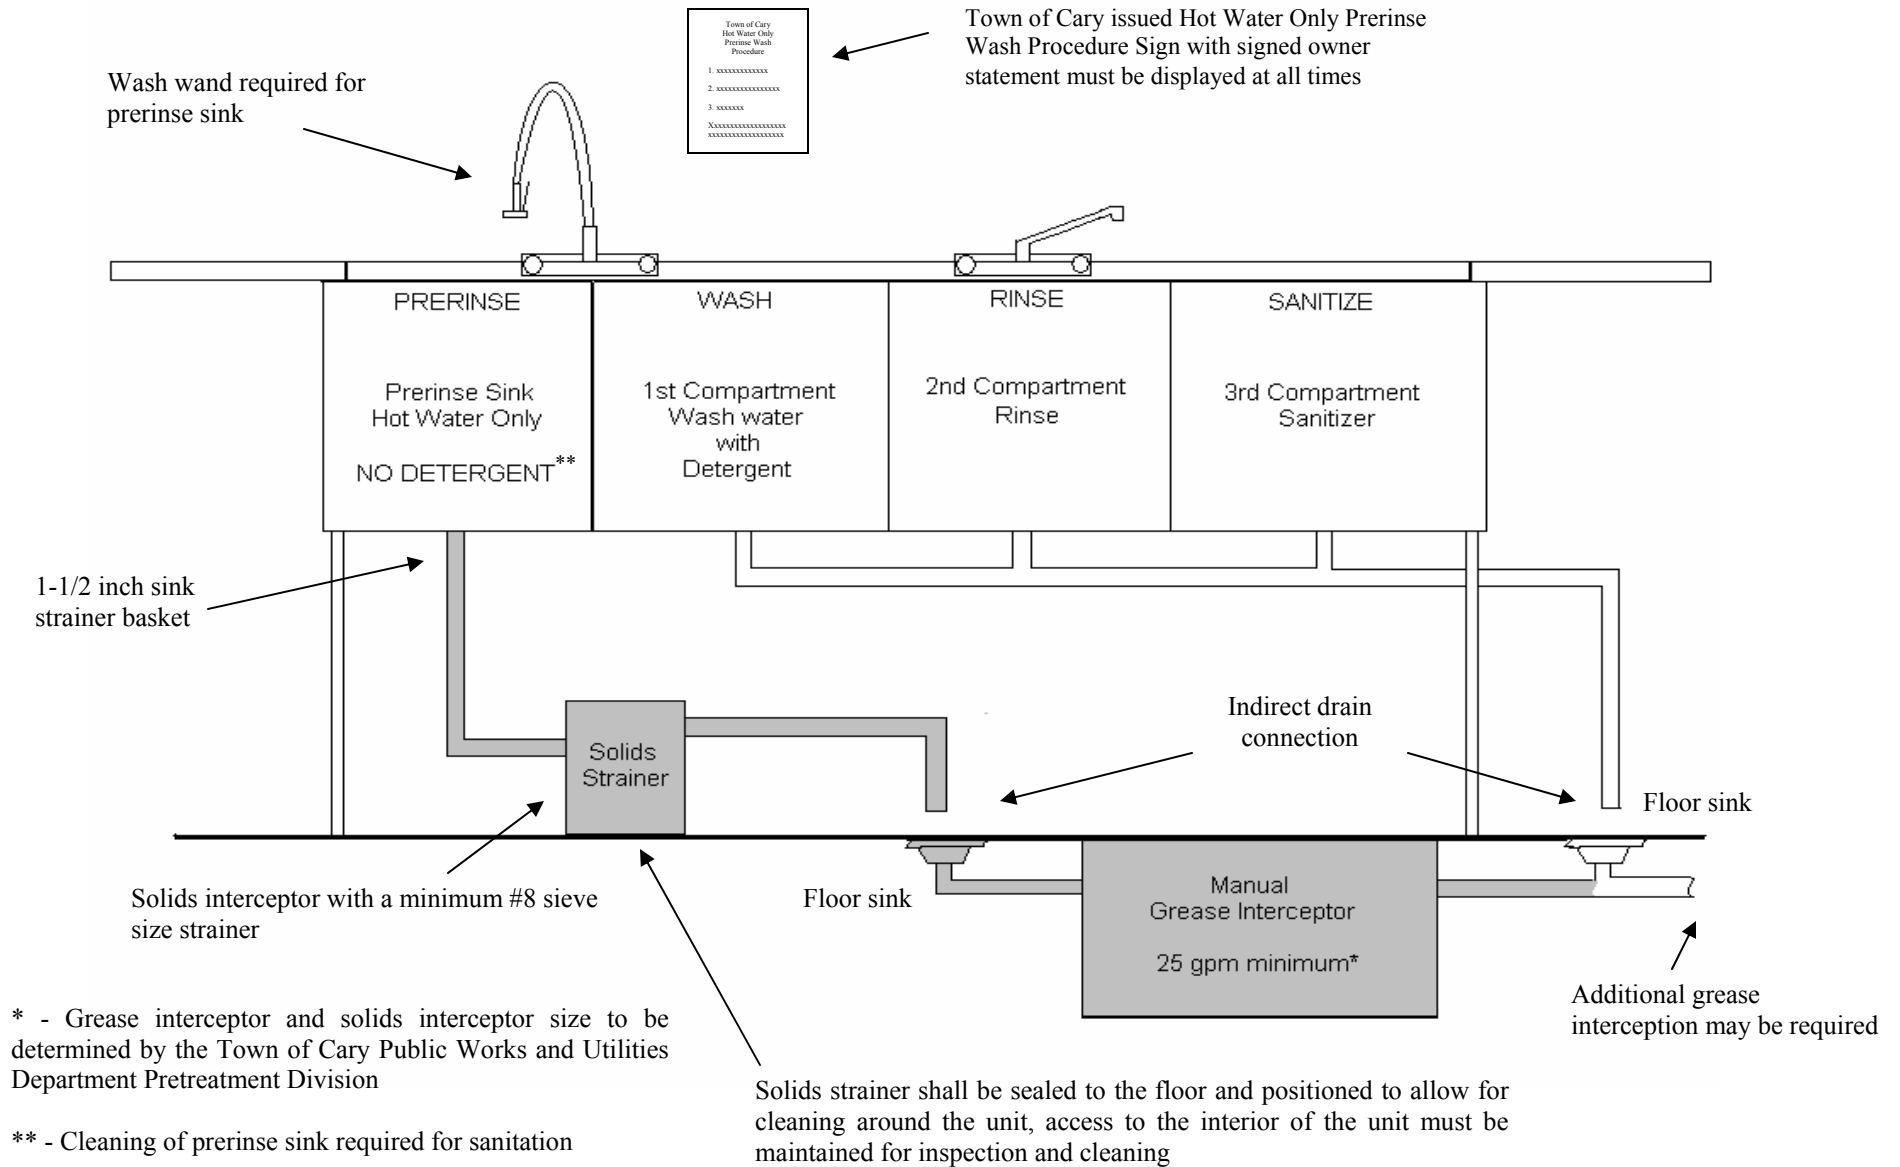 Town of Cary
Hot Water Only
Prerinse Wash
Procedure
1. xxxxxxxxxxxxx
2. xxxxxxxxxxxxxxxx
3. xxxxxxx
Xxxxxxxxxxxxxxxxxxx
xxxxxxxxxxxxxxxxxxx
Town of Cary issued Hot Water Only Prerinse
Wash Procedure Sign with signed owner
statement must be displayed at all times
Wash wand required for
prerinse sink
PRERINSE
Prerinse Sink
Hot Water Only
NO DETERGENT**
WASH
1st Compartment
Wash water
with
Detergent
RINSE
2nd Compartment
Rinse
SANITIZE
3rd Compartment
Sanitizer
1-1/2 inch sink
strainer basket
Solids
Strainer
Indirect drain
connection
Floor sink
Solids interceptor with a minimum #8 sieve
size strainer
Floor sink
Manual
Grease Interceptor
25 gpm minimum*
Additional grease
interception may be required
* - Grease interceptor and solids interceptor size to be
determined by the Town of Cary Public Works and Utilities
Department Pretreatment Division
** - Cleaning of prerinse sink required for sanitation
Solids strainer shall be sealed to the floor and positioned to allow for
cleaning around the unit, access to the interior of the unit must be
maintained for inspection and cleaning